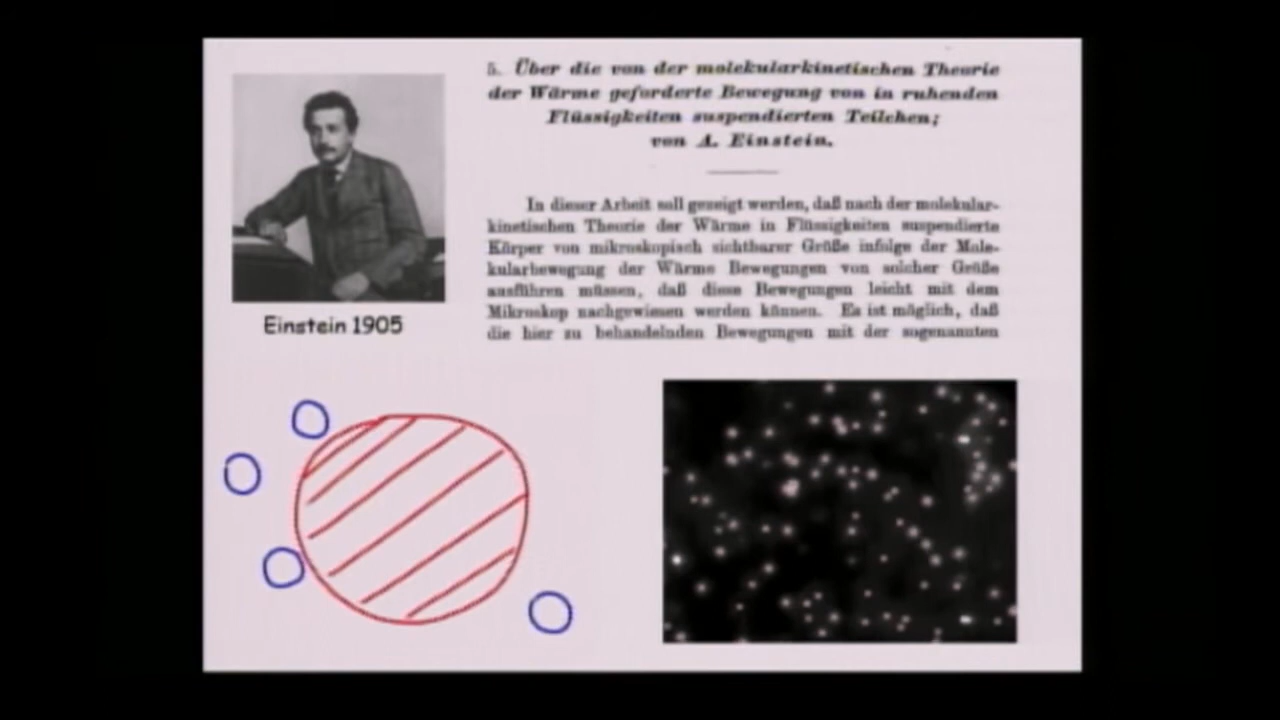 5. Über die von der molekularkinetischen Theorie
der Wärme geforderte Bewegung von in ruhenden
Flüssigkeiten suspendierten Teilchen;
von A. Einstein.
In dieser Arbeit soll gezeigt werden, daß nach der molekular-
kinetischen Theorie der Wärme in Flüssigkeiten suspendierte
Körper von mikroskopisch sichtbarer Größe infolge der Mole-
kularbewegung der Wärme Bewegungen von solcher Größe
ausführen müssen, daß diese Bewegungen leicht mit dem
Mikroskop nachgewiesen werden können. Es ist möglich, daß
die hier zu behandelnden Bewegungen mit der sogenannten
Einstein 1905